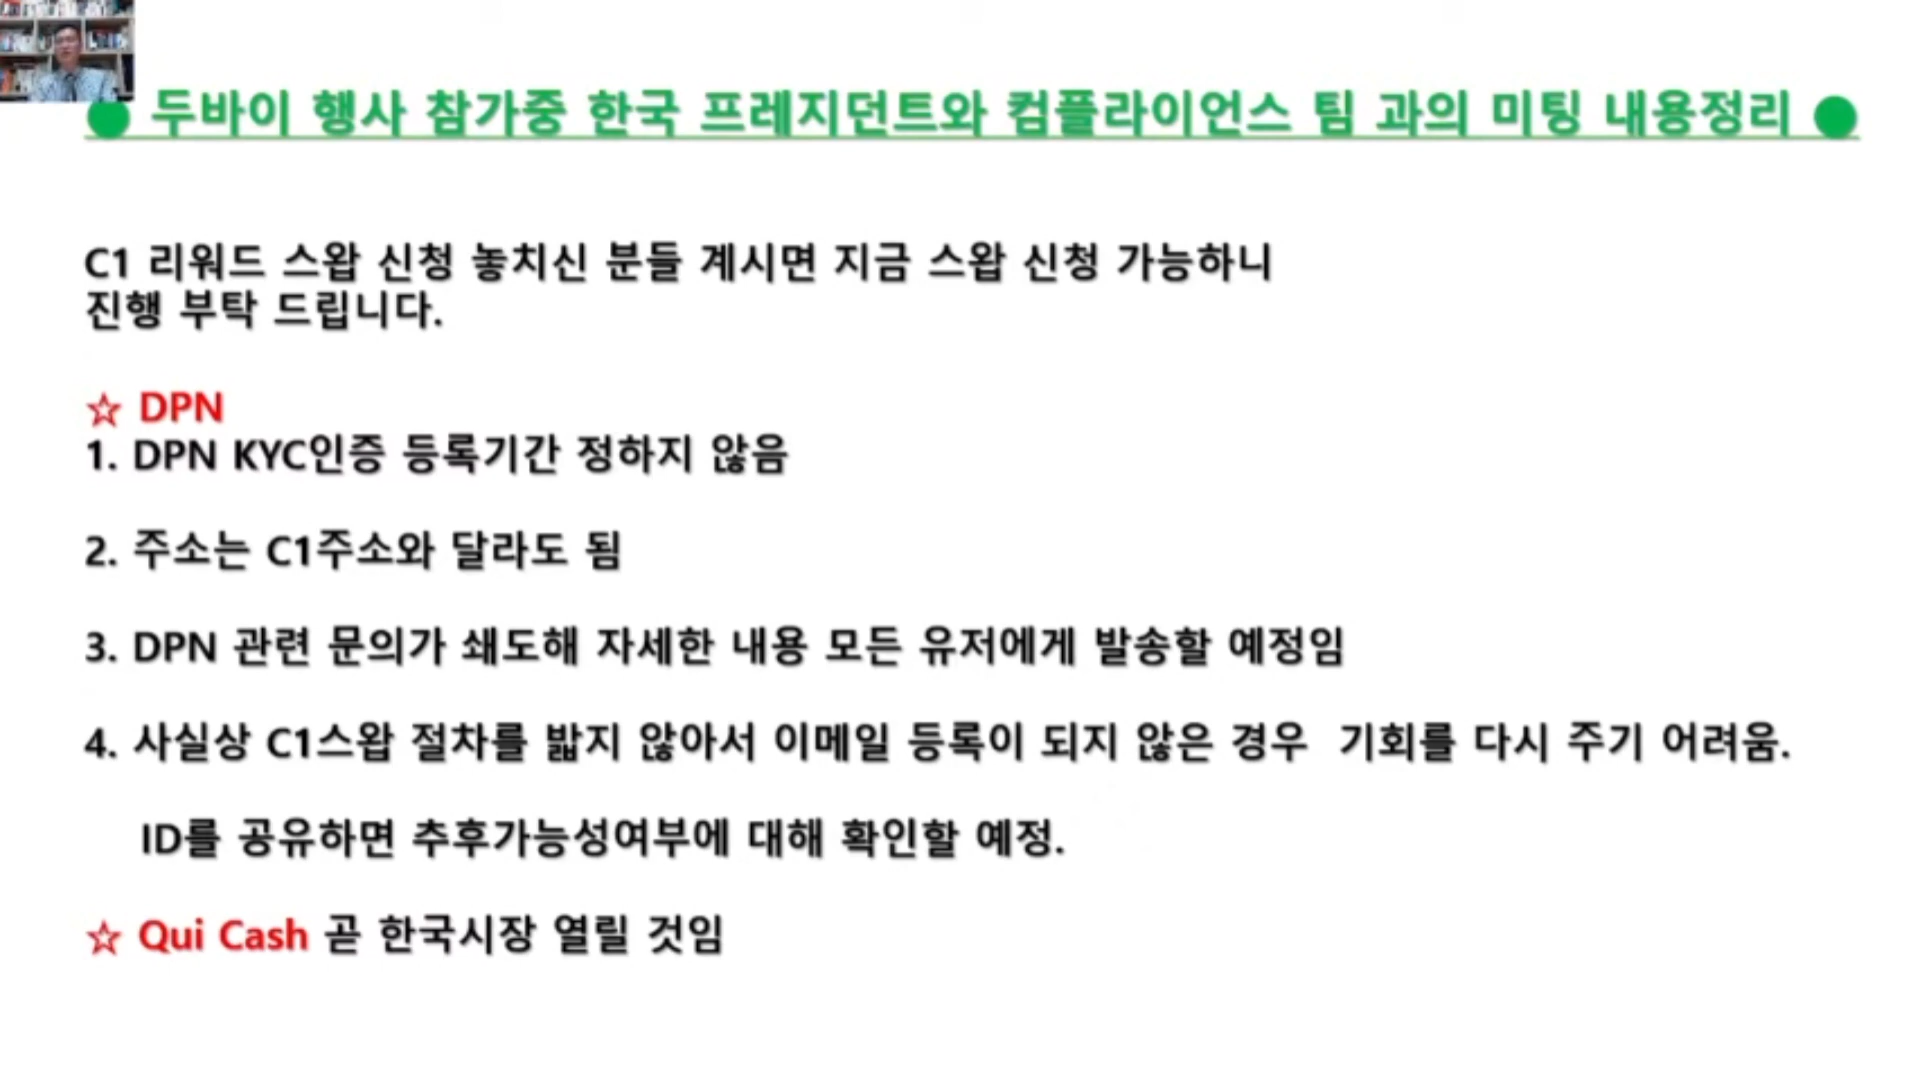 ● 두바이 행사 참가중 한국 프레지던트와 컴플라이언스 팀 과의 미팅 내용정리 ●
C1 리워드 스왑 신청 놓치신 분들 계시면 지금 스왑 신청 가능하니
진행 부탁 드립니다.
☆ DPN
1. DPN KYC인증 등록기간 정하지 않음
2. 주소는 C1주소와 달라도 됨
3. DPN 관련 문의가 쇄도해 자세한 내용 모든 유저에게 발송할 예정임
4. 사실상 C1스왑 절차를 밟지 않아서 이메일 등록이 되지 않은 경우 기회를 다시 주기 어려움.
ID를 공유하면 추후가능성여부에 대해 확인할 예정.
☆ Qui Cash 곧 한국시장 열릴 것임